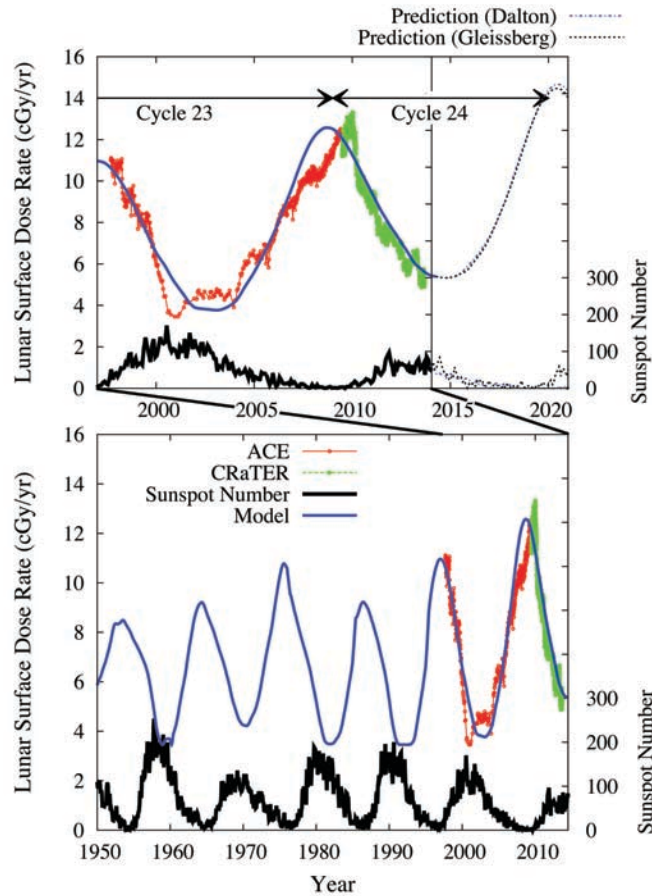 Prediction (Dalton)
Prediction (Gleissberg)
Lunar Surface Dose Rate (cGy/yr)
16
14
12
10
8
6
4
2
0
Cycle 23
Cycle 24
300
200
100
0
Sunspot Number
2000
2005
2010
2015
2020
Lunar Surface Dose Rate (cGy/yr)
16
14
12
10
8
6
4
2
0
ACE
CRaTER
Sunspot Number
Model
300
200
100
0
Sunspot Number
1950
1960
1970
1980
1990
2000
2010
Year